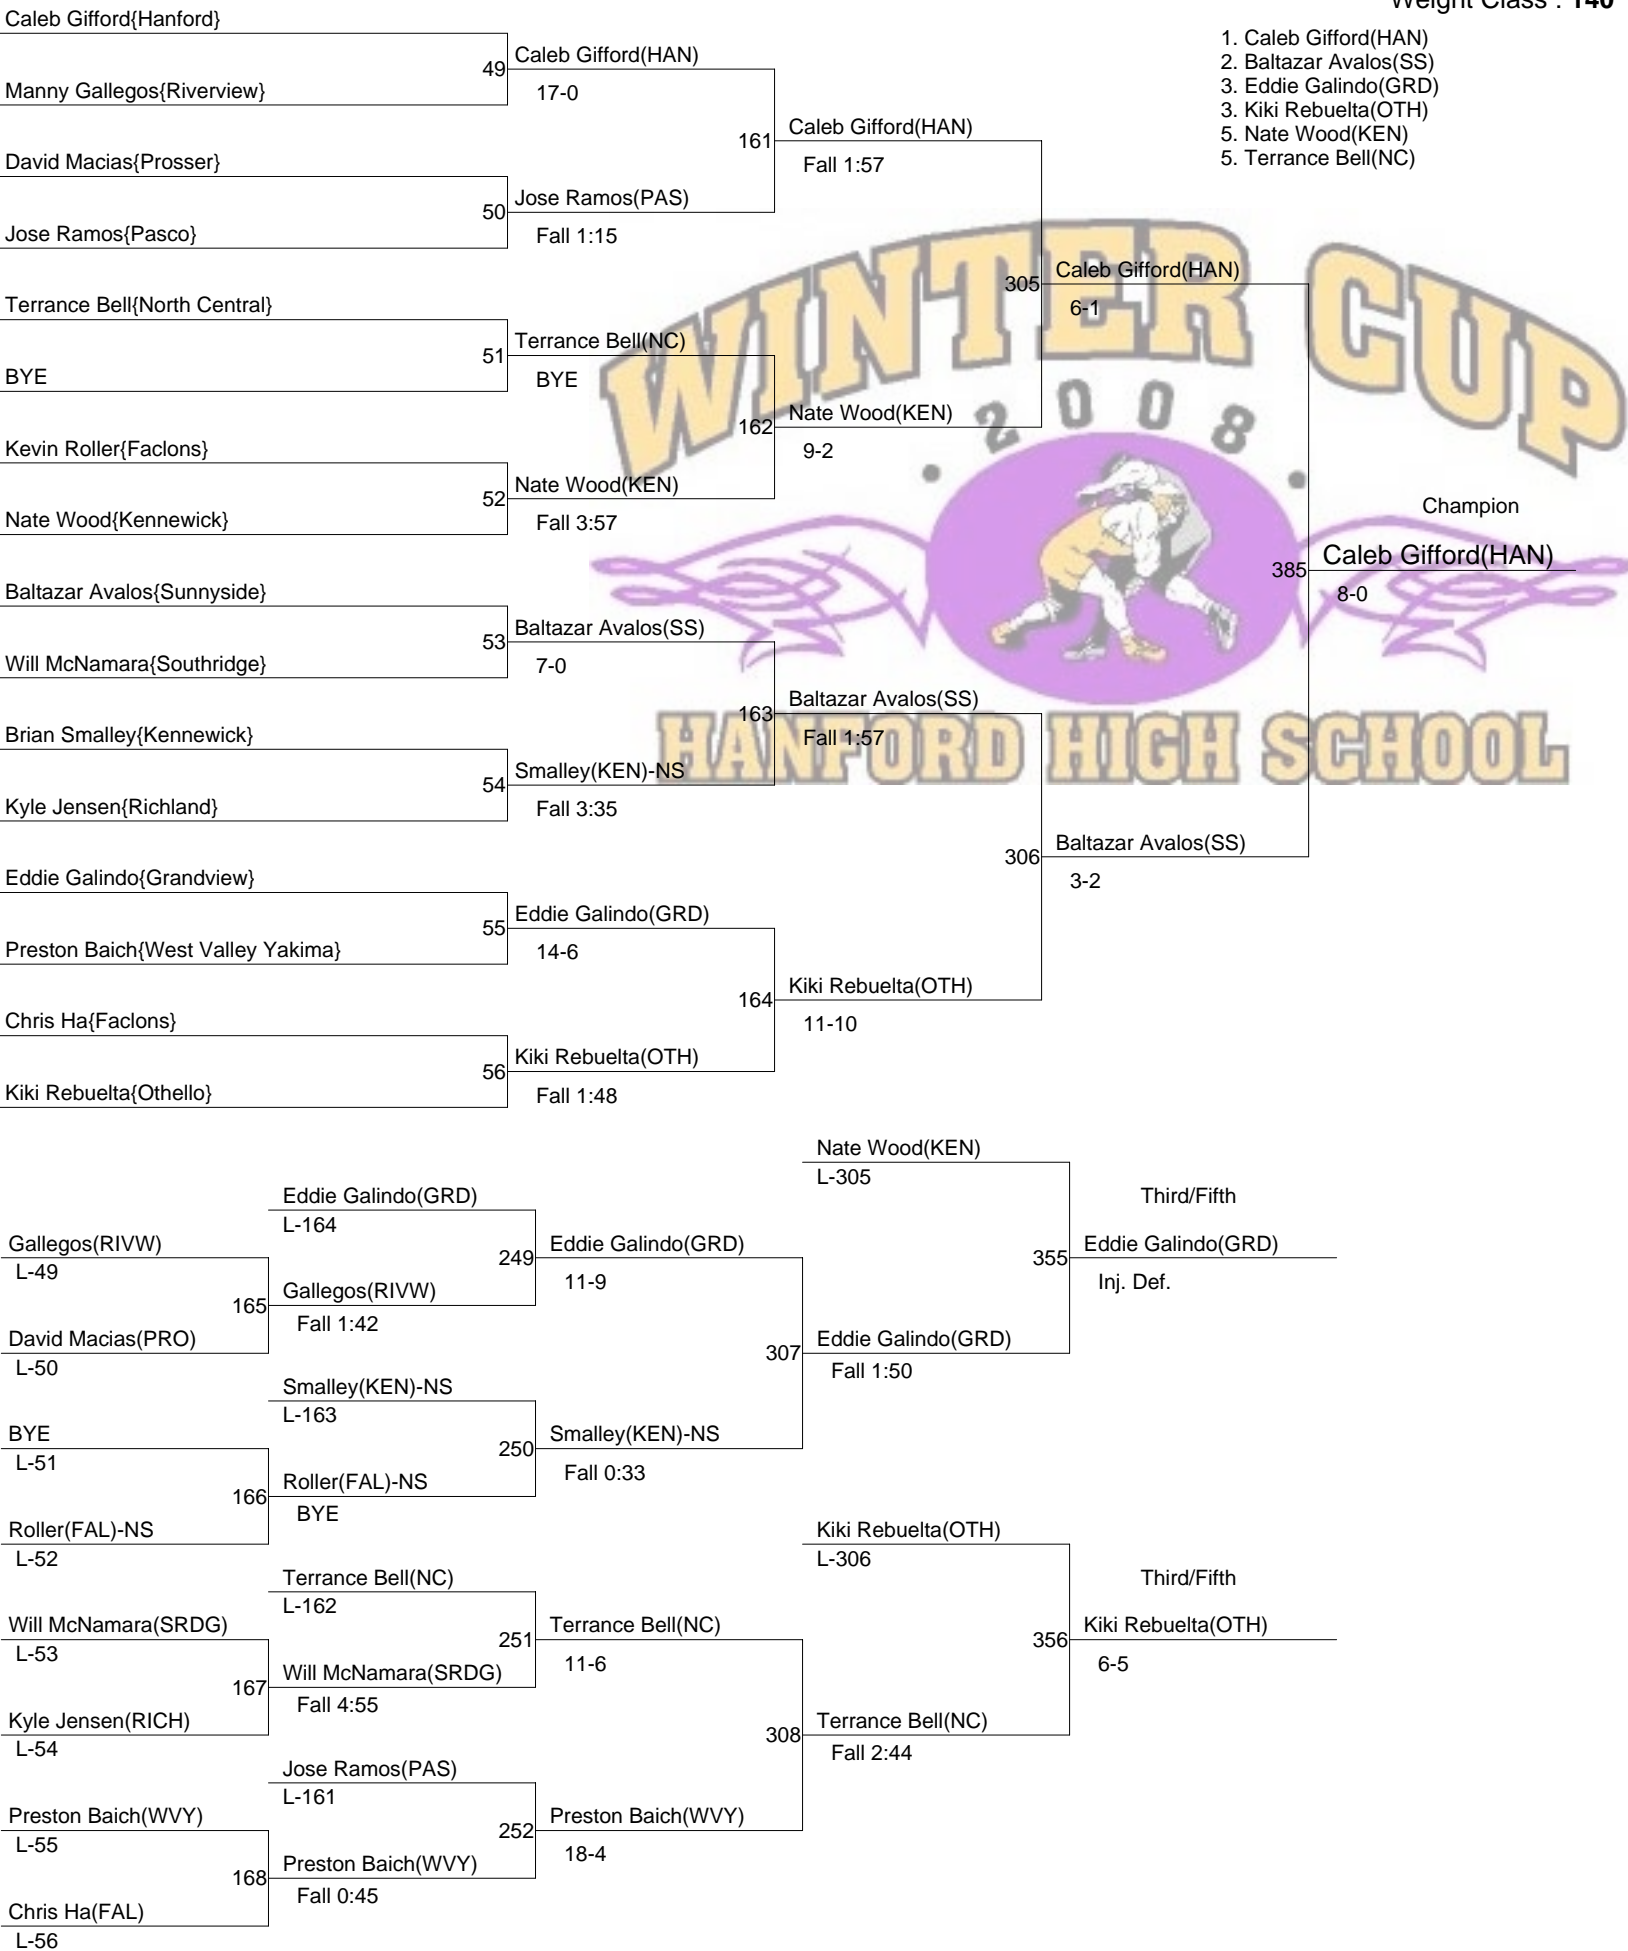 Weight Class : 140
1. Caleb Gifford(HAN)
2. Baltazar Avalos(SS)
3. Eddie Galindo(GRD)
3. Kiki Rebuelta(OTH)
5. Nate Wood(KEN)
5. Terrance Bell(NC)
Caleb Gifford{Hanford}
Manny Gallegos{Riverview}
David Macias{Prosser}
Jose Ramos{Pasco}
Terrance Bell{North Central}
BYE
Kevin Roller{Faclons}
Nate Wood{Kennewick}
Baltazar Avalos{Sunnyside}
Will McNamara{Southridge}
Brian Smalley{Kennewick}
Kyle Jensen{Richland}
Eddie Galindo{Grandview}
Preston Baich{West Valley Yakima}
Chris Ha{Faclons}
Kiki Rebuelta{Othello}
49 Caleb Gifford(HAN)
17-0
50 Jose Ramos(PAS)
Fall 1:15
51 Terrance Bell(NC)
BYE
52 Nate Wood(KEN)
Fall 3:57
53 Baltazar Avalos(SS)
7-0
54 Smalley(KEN)-NS
Fall 3:35
55 Eddie Galindo(GRD)
14-6
56 Kiki Rebuelta(OTH)
Fall 1:48
161 Caleb Gifford(HAN)
Fall 1:57
162 Nate Wood(KEN)
9-2
163 Baltazar Avalos(SS)
Fall 1:57
164 Kiki Rebuelta(OTH)
11-10
305 Caleb Gifford(HAN)
6-1
306 Baltazar Avalos(SS)
3-2
Champion
385 Caleb Gifford(HAN)
8-0
WINTER CUP
· 2008 ·
HANFORD HIGH SCHOOL
Gallegos(RIVW)
L-49
David Macias(PRO)
L-50
BYE
L-51
Roller(FAL)-NS
L-52
Will McNamara(SRDG)
L-53
Kyle Jensen(RICH)
L-54
Preston Baich(WVY)
L-55
Chris Ha(FAL)
L-56
Eddie Galindo(GRD)
L-164
165 Gallegos(RIVW)
Fall 1:42
Smalley(KEN)-NS
L-163
166 Roller(FAL)-NS
BYE
Terrance Bell(NC)
L-162
167 Will McNamara(SRDG)
Fall 4:55
Jose Ramos(PAS)
L-161
168 Preston Baich(WVY)
Fall 0:45
249 Eddie Galindo(GRD)
11-9
250 Smalley(KEN)-NS
Fall 0:33
251 Terrance Bell(NC)
11-6
252 Preston Baich(WVY)
18-4
Nate Wood(KEN)
L-305
307 Eddie Galindo(GRD)
Fall 1:50
Kiki Rebuelta(OTH)
L-306
308 Terrance Bell(NC)
Fall 2:44
Third/Fifth
355 Eddie Galindo(GRD)
Inj. Def.
Third/Fifth
356 Kiki Rebuelta(OTH)
6-5